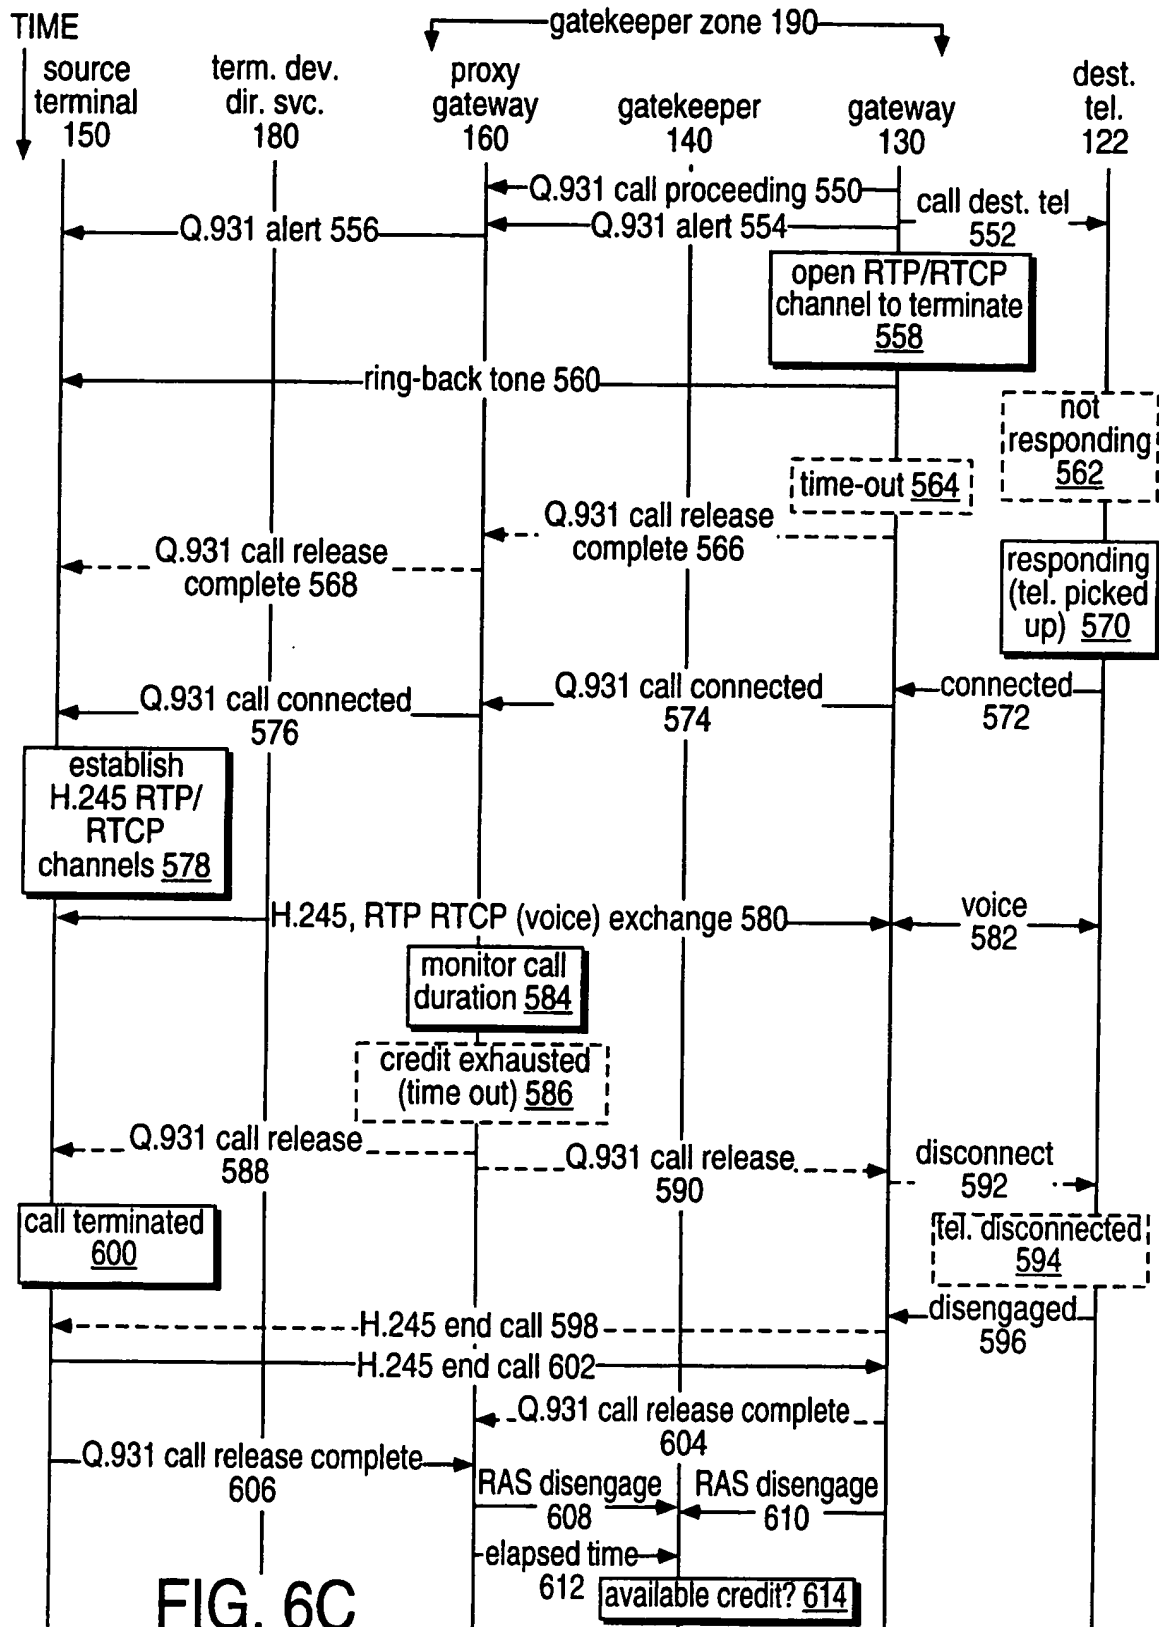 TIME
gatekeeper zone 190
source
terminal
150
term. dev.
dir. svc.
180
proxy
gateway
160
gatekeeper
140
gateway
130
dest.
tel.
122
Q.931 call proceeding 550
call dest. tel
552
Q.931 alert 554
Q.931 alert 556
open RTP/RTCP
channel to terminate
558
ring-back tone 560
not
responding
562
time-out 564
Q.931 call release
complete 566
Q.931 call release
complete 568
responding
(tel. picked
up) 570
connected
572
Q.931 call connected
574
Q.931 call connected
576
establish
H.245 RTP/
RTCP
channels 578
H.245, RTP RTCP (voice) exchange 580
voice
582
monitor call
duration 584
credit exhausted
(time out) 586
Q.931 call release
588
Q.931 call release
590
disconnect
592
call terminated
600
tel. disconnected
594
disengaged
596
H.245 end call 598
H.245 end call 602
Q.931 call release complete
604
Q.931 call release complete
606
RAS disengage
608
RAS disengage
610
elapsed time
612
available credit? 614
FIG. 6C